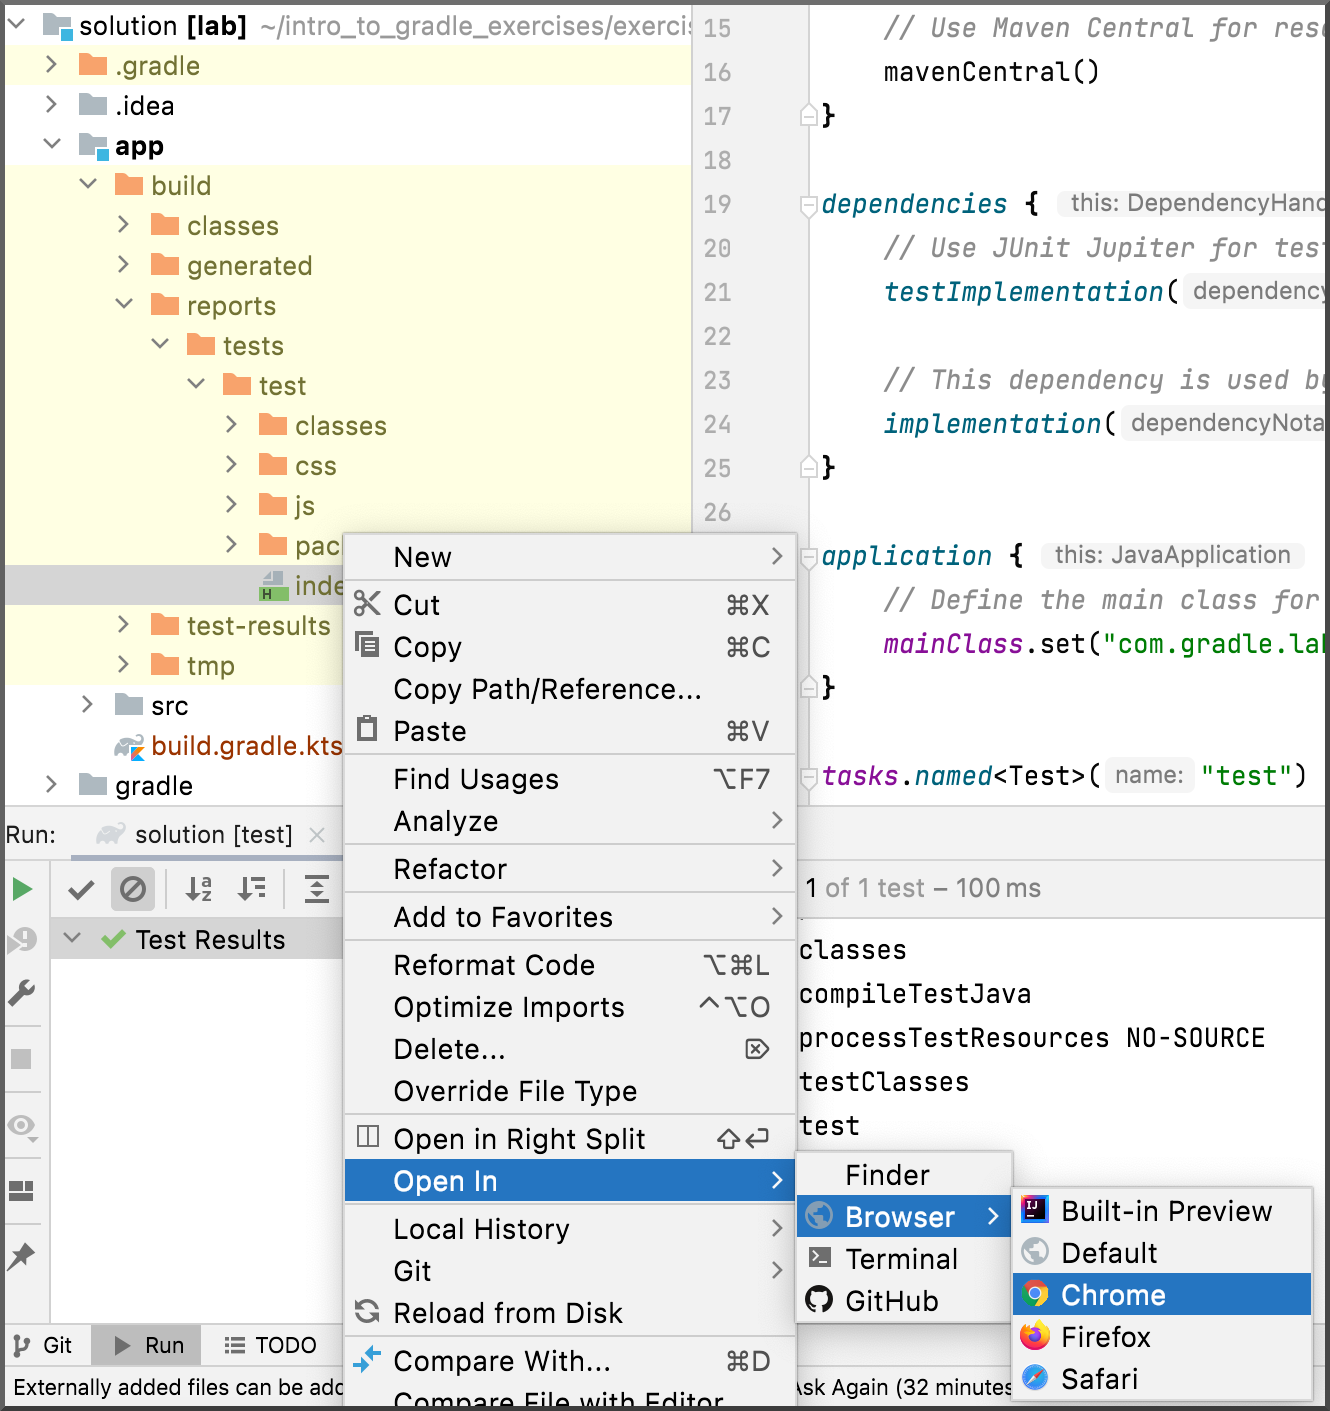 solution [lab] ~/intro_to_gradle_exercises/exercis
.gradle
.idea
app
build
classes
generated
reports
tests
test
classes
css
js
pac
inde
test-results
tmp
src
build.gradle.kts
gradle
15 // Use Maven Central for res
16 mavenCentral()
17 }
18
19 dependencies { this: DependencyHand
20 // Use JUnit Jupiter for test
21 testImplementation( dependency
22
23 // This dependency is used by
24 implementation( dependencyNota
25 }
26
application { this: JavaApplication
// Define the main class for
mainClass.set("com.gradle.lab
}
tasks.named<Test>( name: "test")
New
Cut ⌘X
Copy ⌘C
Copy Path/Reference...
Paste ⌘V
Find Usages ⌥F7
Analyze
Refactor
Add to Favorites
Reformat Code ⌥⌘L
Optimize Imports ^⌥O
Delete... ⌦
Override File Type
Open in Right Split ⇧↩
Open In
Local History
Git
Reload from Disk
Compare With... ⌘D
Compare File with Editor
Finder
Browser
Terminal
GitHub
Built-in Preview
Default
Chrome
Firefox
Safari
Run: solution [test]
Test Results
1 of 1 test – 100 ms
classes
compileTestJava
processTestResources NO-SOURCE
testClasses
test
Git Run TODO
Externally added files can be add
Ask Again (32 minutes